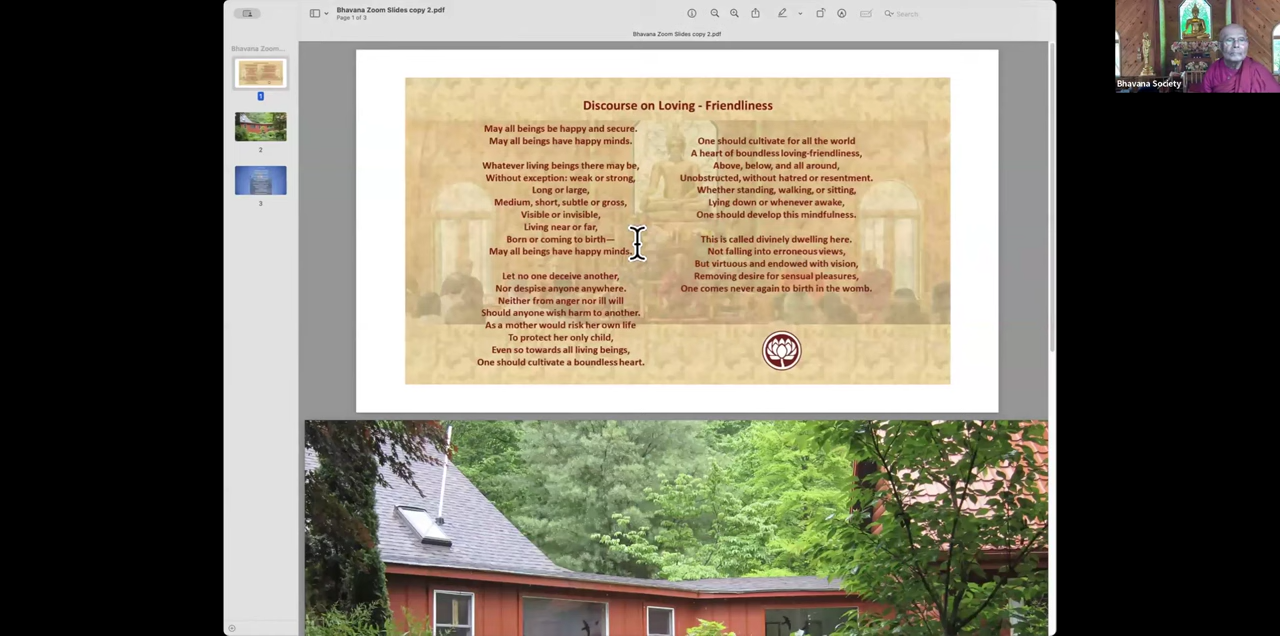 Bhavana Zoom Slides copy 2.pdf
Page 1 of 3
Search
Bhavana Zoom Slides copy 2.pdf
Bhavana Zoom...
1
2
3
Discourse on Loving - Friendliness
May all beings be happy and secure.
May all beings have happy minds.
Whatever living beings there may be,
Without exception: weak or strong,
Long or large,
Medium, short, subtle or gross,
Visible or invisible,
Living near or far,
Born or coming to birth—
May all beings have happy minds.
Let no one deceive another,
Nor despise anyone anywhere.
Neither from anger nor ill will
Should anyone wish harm to another.
As a mother would risk her own life
To protect her only child,
Even so towards all living beings,
One should cultivate a boundless heart.
One should cultivate for all the world
A heart of boundless loving-friendliness,
Above, below, and all around,
Unobstructed, without hatred or resentment.
Whether standing, walking, or sitting,
Lying down or whenever awake,
One should develop this mindfulness.
This is called divinely dwelling here.
Not falling into erroneous views,
But virtuous and endowed with vision,
Removing desire for sensual pleasures,
One comes never again to birth in the womb.
Bhavana Society